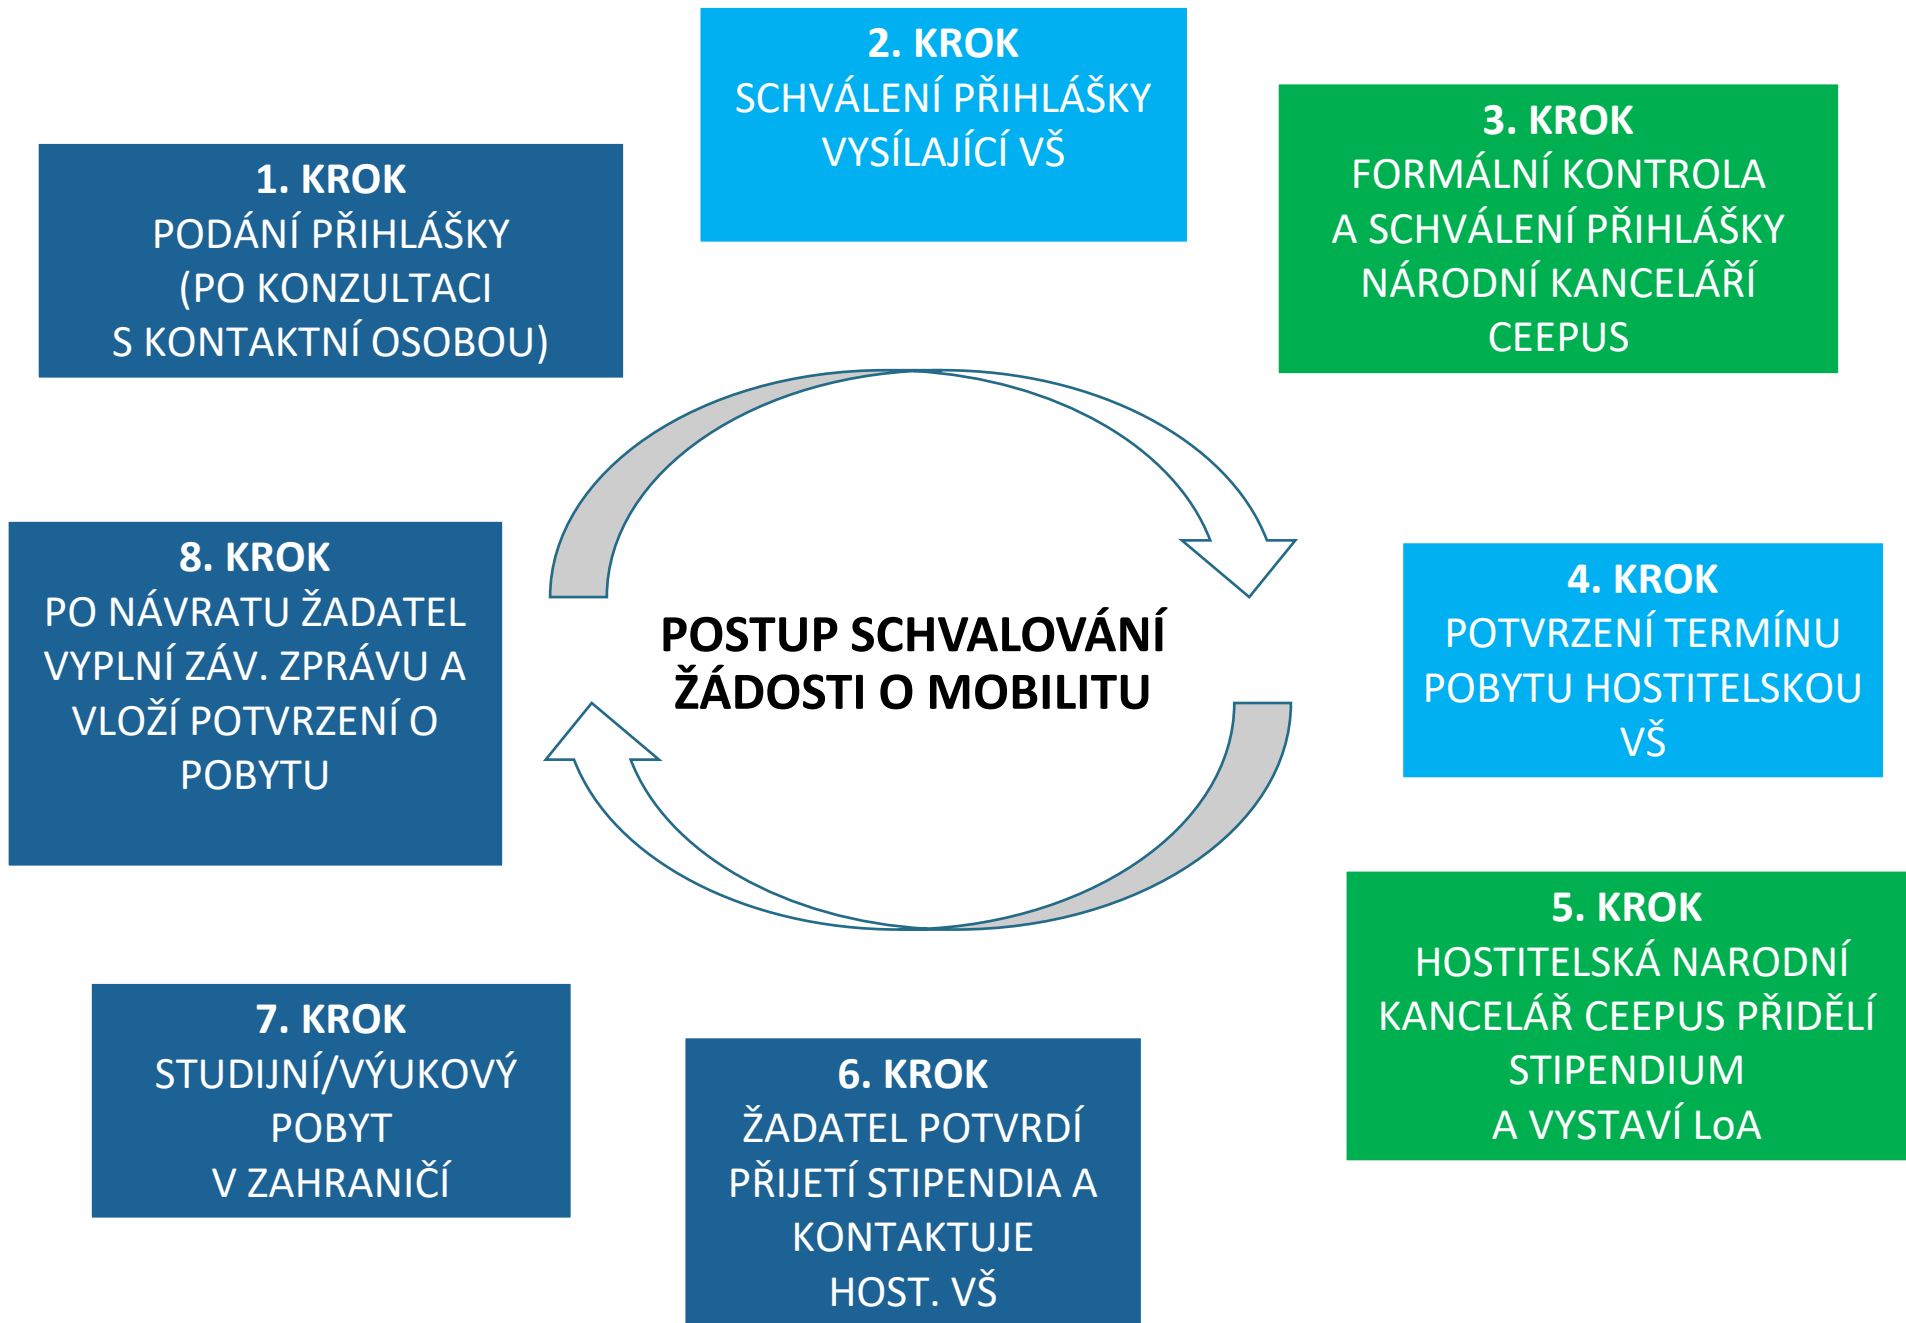 1. KROK
PODÁNÍ PŘIHLÁŠKY
(PO KONZULTACI
S KONTAKTNÍ OSOBOU)
2. KROK
SCHVÁLENÍ PŘIHLÁŠKY
VYSÍLAJÍCÍ VŠ
3. KROK
FORMÁLNÍ KONTROLA
A SCHVÁLENÍ PŘIHLÁŠKY
NÁRODNÍ KANCELÁŘÍ
CEEPUS
POSTUP SCHVALOVÁNÍ
ŽÁDOSTI O MOBILITU
4. KROK
POTVRZENÍ TERMÍNU
POBYTU HOSTITELSKOU
VŠ
5. KROK
HOSTITELSKÁ NARODNÍ
KANCELÁŘ CEEPUS PŘIDĚLÍ
STIPENDIUM
A VYSTAVÍ LoA
6. KROK
ŽADATEL POTVRDÍ
PŘIJETÍ STIPENDIA A
KONTAKTUJE
HOST. VŠ
7. KROK
STUDIJNÍ/VÝUKOVÝ
POBYT
V ZAHRANIČÍ
8. KROK
PO NÁVRATU ŽADATEL
VYPLNÍ ZÁV. ZPRÁVU A
VLOŽÍ POTVRZENÍ O
POBYTU